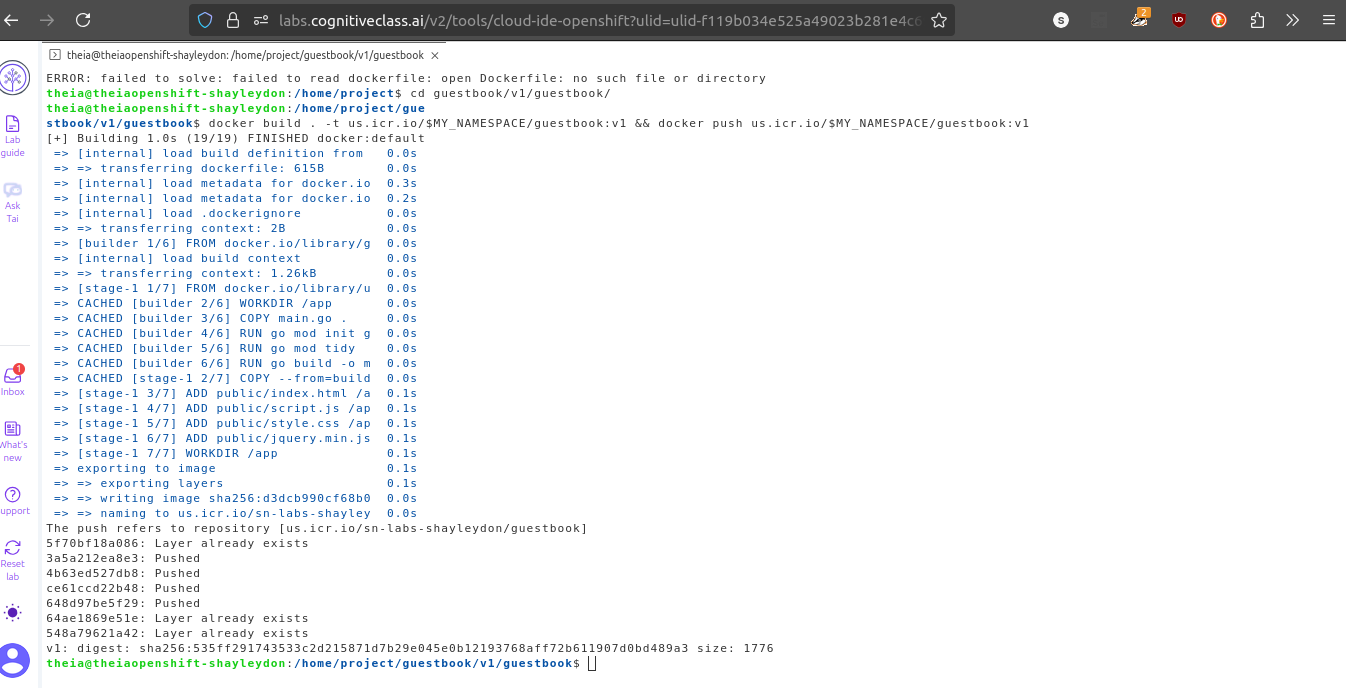 labs.cognitiveclass.ai/v2/tools/cloud-ide-openshift?ulid=ulid-f119b034e525a49023b281e4c6
S
2
UD
theia@theiaopenshift-shayleydon: /home/project/guestbook/v1/guestbook ×
Lab
guide
Ask
Tai
1
Inbox
What's
new
upport
Reset
lab
ERROR: failed to solve: failed to read dockerfile: open Dockerfile: no such file or directory
theia@theiaopenshift-shayleydon:/home/project$ cd guestbook/v1/guestbook/
theia@theiaopenshift-shayleydon:/home/project/gue
stbook/v1/guestbook$ docker build . -t us.icr.io/$MY_NAMESPACE/guestbook:v1 && docker push us.icr.io/$MY_NAMESPACE/guestbook:v1
[+] Building 1.0s (19/19) FINISHED docker:default
=> [internal] load build definition from 0.0s
=> => transferring dockerfile: 615B 0.0s
=> [internal] load metadata for docker.io 0.3s
=> [internal] load metadata for docker.io 0.2s
=> [internal] load .dockerignore 0.0s
=> => transferring context: 2B 0.0s
=> [builder 1/6] FROM docker.io/library/g 0.0s
=> [internal] load build context 0.0s
=> => transferring context: 1.26kB 0.0s
=> [stage-1 1/7] FROM docker.io/library/u 0.0s
=> CACHED [builder 2/6] WORKDIR /app 0.0s
=> CACHED [builder 3/6] COPY main.go . 0.0s
=> CACHED [builder 4/6] RUN go mod init g 0.0s
=> CACHED [builder 5/6] RUN go mod tidy 0.0s
=> CACHED [builder 6/6] RUN go build -o m 0.0s
=> CACHED [stage-1 2/7] COPY --from=build 0.0s
=> [stage-1 3/7] ADD public/index.html /a 0.1s
=> [stage-1 4/7] ADD public/script.js /ap 0.1s
=> [stage-1 5/7] ADD public/style.css /ap 0.1s
=> [stage-1 6/7] ADD public/jquery.min.js 0.1s
=> [stage-1 7/7] WORKDIR /app 0.1s
=> exporting to image 0.1s
=> => exporting layers 0.1s
=> => writing image sha256:d3dcb990cf68b0 0.0s
=> => naming to us.icr.io/sn-labs-shayley 0.0s
The push refers to repository [us.icr.io/sn-labs-shayleydon/guestbook]
5f70bf18a086: Layer already exists
3a5a212ea8e3: Pushed
4b63ed527db8: Pushed
ce61ccd22b48: Pushed
648d97be5f29: Pushed
64ae1869e51e: Layer already exists
548a79621a42: Layer already exists
v1: digest: sha256:535ff291743533c2d215871d7b29e045e0b12193768aff72b611907d0bd489a3 size: 1776
theia@theiaopenshift-shayleydon:/home/project/guestbook/v1/guestbook$